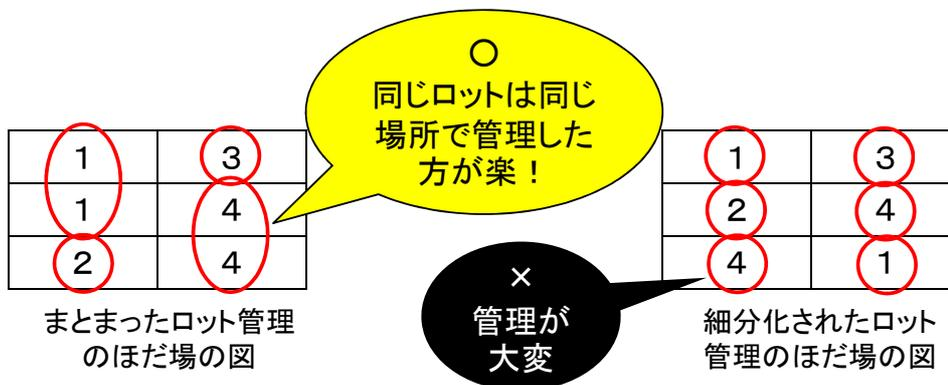 ○
同じロットは同じ
場所で管理した
方が楽！
1 3
1 4
2 4
まとまったロット管理
のほだ場の図
×
管理が
大変
1 3
2 4
4 1
細分化されたロット
管理のほだ場の図